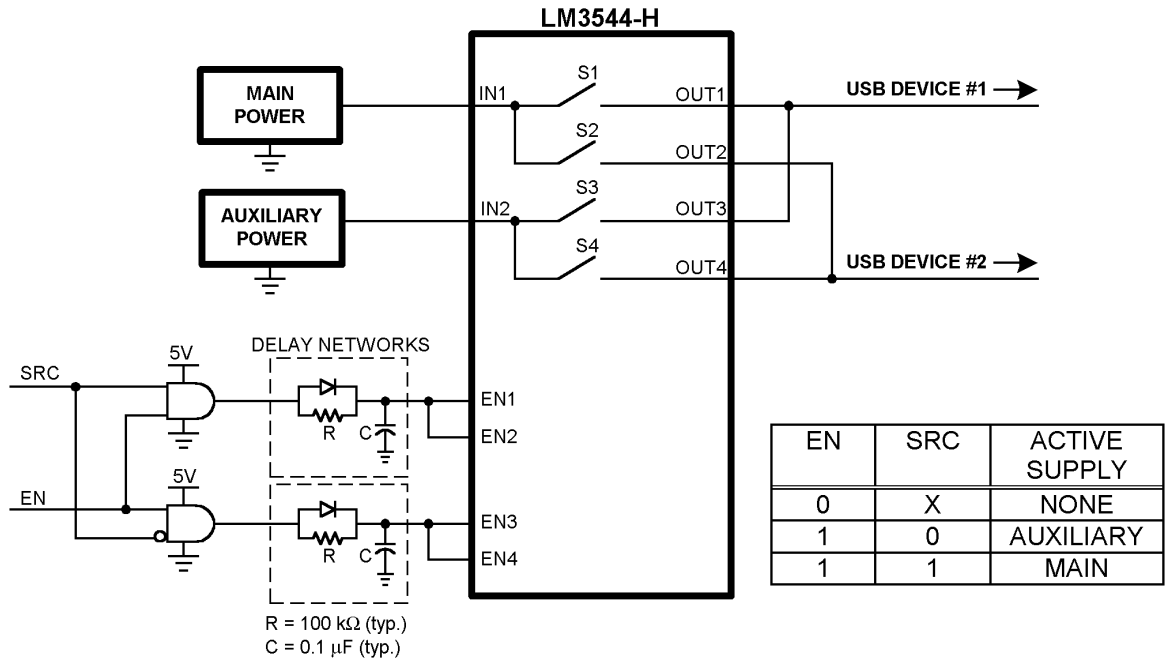 LM3544-H
MAIN
POWER
IN1
S1
OUT1
USB DEVICE #1
S2
OUT2
AUXILIARY
POWER
IN2
S3
OUT3
S4
OUT4
USB DEVICE #2
DELAY NETWORKS
5V
SRC
R
C
EN1
EN2
5V
EN
R
C
EN3
EN4
R = 100 kΩ (typ.)
C = 0.1 μF (typ.)
EN SRC ACTIVE
SUPPLY
0 X NONE
1 0 AUXILIARY
1 1 MAIN